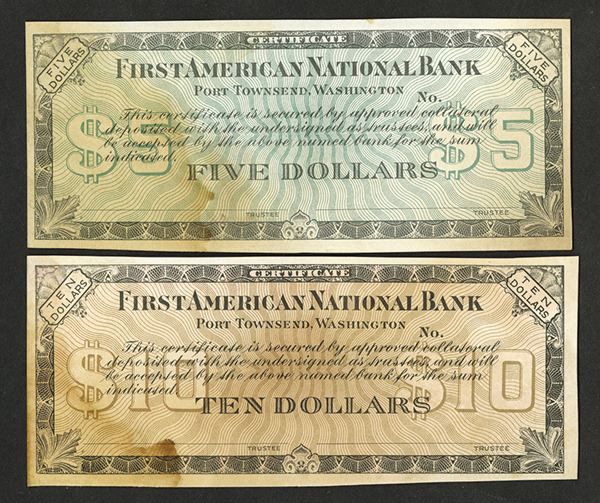 CERTIFICATE
FIVE DOLLARS
FIVE DOLLARS
FIRST AMERICAN NATIONAL BANK
PORT TOWNSEND, WASHINGTON
No.
$5 $5
This certificate is secured by approved collateral
deposited with the undersigned as trustees, and will
be accepted by the above named bank for the sum
indicated.
FIVE DOLLARS
TRUSTEE TRUSTEE
CERTIFICATE
TEN DOLLARS
TEN DOLLARS
FIRST AMERICAN NATIONAL BANK
PORT TOWNSEND, WASHINGTON
No.
$10 $10
This certificate is secured by approved collateral
deposited with the undersigned as trustees, and will
be accepted by the above named bank for the sum
indicated.
TEN DOLLARS
TRUSTEE TRUSTEE